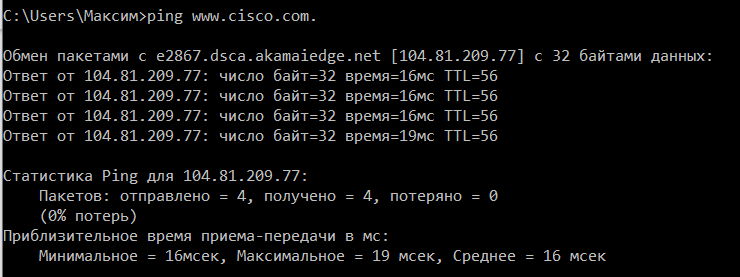 C:\Users\Максим>ping www.cisco.com.
Обмен пакетами с e2867.dsca.akamaiedge.net [104.81.209.77] с 32 байтами данных:
Ответ от 104.81.209.77: число байт=32 время=16мс TTL=56
Ответ от 104.81.209.77: число байт=32 время=16мс TTL=56
Ответ от 104.81.209.77: число байт=32 время=16мс TTL=56
Ответ от 104.81.209.77: число байт=32 время=19мс TTL=56
Статистика Ping для 104.81.209.77:
Пакетов: отправлено = 4, получено = 4, потеряно = 0
(0% потерь)
Приблизительное время приема-передачи в мс:
Минимальное = 16мсек, Максимальное = 19 мсек, Среднее = 16 мсек